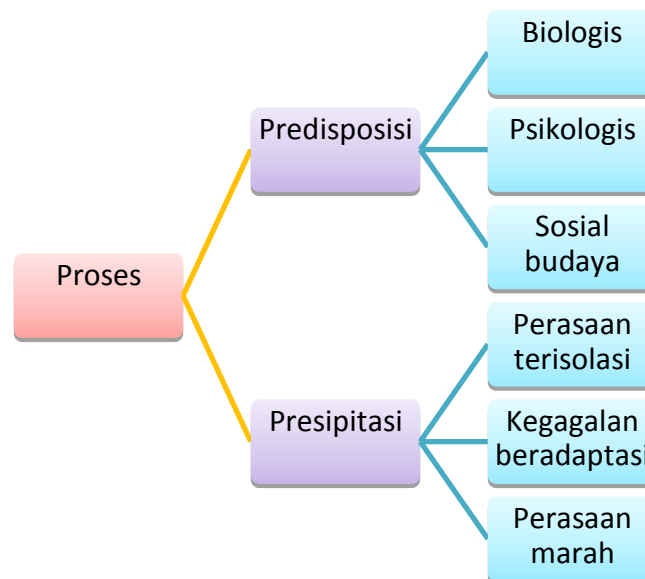 Proses
Predisposisi
Biologis
Psikologis
Sosial
budaya
Presipitasi
Perasaan
terisolasi
Kegagalan
beradaptasi
Perasaan
marah